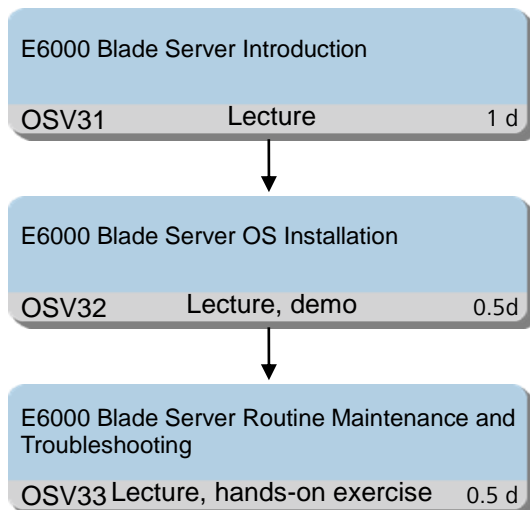 E6000 Blade Server Introduction
OSV31 Lecture 1 d
E6000 Blade Server OS Installation
OSV32 Lecture, demo 0.5d
E6000 Blade Server Routine Maintenance and
Troubleshooting
OSV33 Lecture, hands-on exercise 0.5 d